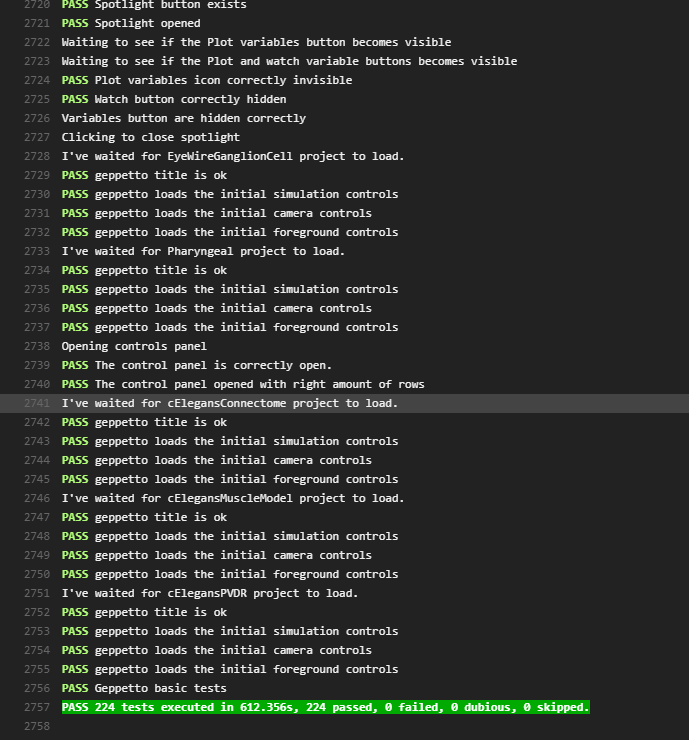 2720 PASS Spotlight button exists
2721 PASS Spotlight opened
2722 Waiting to see if the Plot variables button becomes visible
2723 Waiting to see if the Plot and watch variable buttons becomes visible
2724 PASS Plot variables icon correctly invisible
2725 PASS Watch button correctly hidden
2726 Variables button are hidden correctly
2727 Clicking to close spotlight
2728 I've waited for EyeWireGanglionCell project to load.
2729 PASS geppetto title is ok
2730 PASS geppetto loads the initial simulation controls
2731 PASS geppetto loads the initial camera controls
2732 PASS geppetto loads the initial foreground controls
2733 I've waited for Pharyngeal project to load.
2734 PASS geppetto title is ok
2735 PASS geppetto loads the initial simulation controls
2736 PASS geppetto loads the initial camera controls
2737 PASS geppetto loads the initial foreground controls
2738 Opening controls panel
2739 PASS The control panel is correctly open.
2740 PASS The control panel opened with right amount of rows
2741 I've waited for cElegansConnectome project to load.
2742 PASS geppetto title is ok
2743 PASS geppetto loads the initial simulation controls
2744 PASS geppetto loads the initial camera controls
2745 PASS geppetto loads the initial foreground controls
2746 I've waited for cElegansMuscleModel project to load.
2747 PASS geppetto title is ok
2748 PASS geppetto loads the initial simulation controls
2749 PASS geppetto loads the initial camera controls
2750 PASS geppetto loads the initial foreground controls
2751 I've waited for cElegansPVDR project to load.
2752 PASS geppetto title is ok
2753 PASS geppetto loads the initial simulation controls
2754 PASS geppetto loads the initial camera controls
2755 PASS geppetto loads the initial foreground controls
2756 PASS Geppetto basic tests
2757 PASS 224 tests executed in 612.356s, 224 passed, 0 failed, 0 dubious, 0 skipped.
2758